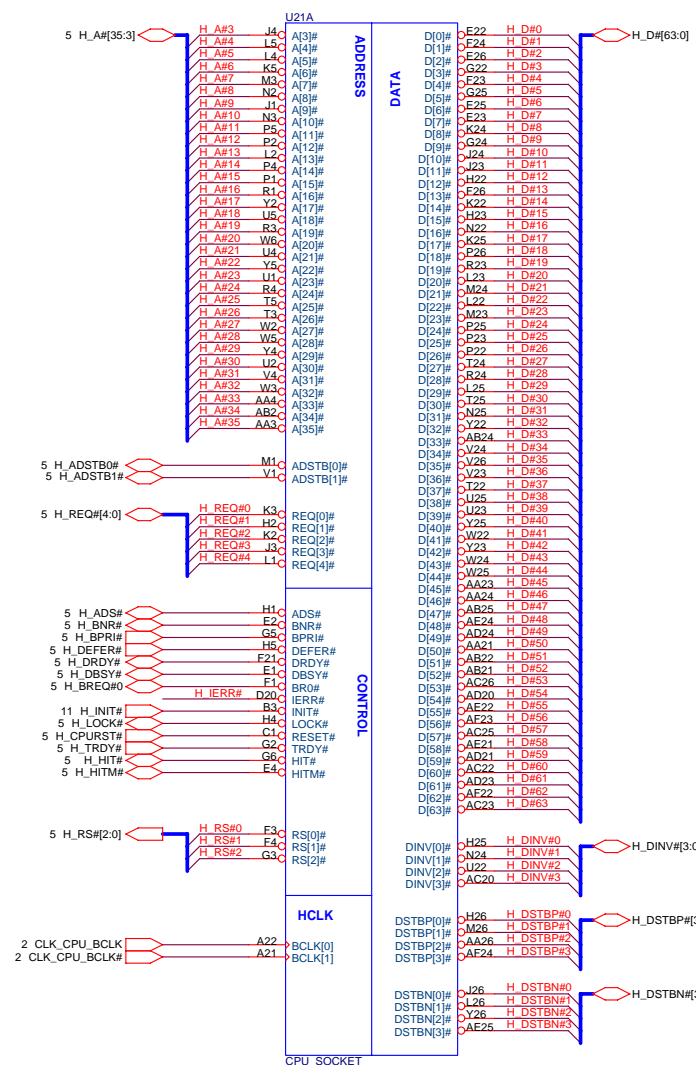 U21A
ADDRESS
5 H_A#[35:3]
H_A#3 J4 A[3]#
H_A#4 L5 A[4]#
H_A#5 L4 A[5]#
H_A#6 K5 A[6]#
H_A#7 M3 A[7]#
H_A#8 N2 A[8]#
H_A#9 J1 A[9]#
H_A#10 N3 A[10]#
H_A#11 P5 A[11]#
H_A#12 P2 A[12]#
H_A#13 L2 A[13]#
H_A#14 P4 A[14]#
H_A#15 P1 A[15]#
H_A#16 R1 A[16]#
H_A#17 Y2 A[17]#
H_A#18 U5 A[18]#
H_A#19 R3 A[19]#
H_A#20 W6 A[20]#
H_A#21 U4 A[21]#
H_A#22 Y5 A[22]#
H_A#23 U1 A[23]#
H_A#24 R4 A[24]#
H_A#25 T5 A[25]#
H_A#26 T3 A[26]#
H_A#27 W2 A[27]#
H_A#28 W5 A[28]#
H_A#29 Y4 A[29]#
H_A#30 U2 A[30]#
H_A#31 V4 A[31]#
H_A#32 W3 A[32]#
H_A#33 AA4 A[33]#
H_A#34 AB2 A[34]#
H_A#35 AA3 A[35]#
5 H_ADSTB0# M1 ADSTB[0]#
5 H_ADSTB1# V1 ADSTB[1]#
5 H_REQ#[4:0]
H_REQ#0 K3 REQ[0]#
H_REQ#1 H2 REQ[1]#
H_REQ#2 K2 REQ[2]#
H_REQ#3 J3 REQ[3]#
H_REQ#4 L1 REQ[4]#
CONTROL
5 H_ADS# H1 ADS#
5 H_BNR# E2 BNR#
5 H_BPRI# G5 BPRI#
5 H_DEFER# H5 DEFER#
5 H_DRDY# F21 DRDY#
5 H_DBSY# E1 DBSY#
5 H_BREQ#0 F1 BR0#
H_IERR# D20 IERR#
11 H_INIT# B3 INIT#
5 H_LOCK# H4 LOCK#
5 H_CPURST# C1 RESET#
5 H_TRDY# G2 TRDY#
5 H_HIT# G6 HIT#
5 H_HITM# E4 HITM#
5 H_RS#[2:0]
H_RS#0 F3 RS[0]#
H_RS#1 F4 RS[1]#
H_RS#2 G3 RS[2]#
HCLK
2 CLK_CPU_BCLK A22 BCLK[0]
2 CLK_CPU_BCLK# A21 BCLK[1]
DATA
H_D#[63:0]
D[0]# E22 H_D#0
D[1]# F24 H_D#1
D[2]# E26 H_D#2
D[3]# G22 H_D#3
D[4]# F23 H_D#4
D[5]# G25 H_D#5
D[6]# E25 H_D#6
D[7]# E23 H_D#7
D[8]# K24 H_D#8
D[9]# G24 H_D#9
D[10]# J24 H_D#10
D[11]# J23 H_D#11
D[12]# H22 H_D#12
D[13]# F26 H_D#13
D[14]# K22 H_D#14
D[15]# H23 H_D#15
D[16]# N22 H_D#16
D[17]# K25 H_D#17
D[18]# P26 H_D#18
D[19]# R23 H_D#19
D[20]# L23 H_D#20
D[21]# M24 H_D#21
D[22]# L22 H_D#22
D[23]# M23 H_D#23
D[24]# P25 H_D#24
D[25]# P23 H_D#25
D[26]# P22 H_D#26
D[27]# T24 H_D#27
D[28]# R24 H_D#28
D[29]# L25 H_D#29
D[30]# T25 H_D#30
D[31]# N25 H_D#31
D[32]# Y22 H_D#32
D[33]# AB24 H_D#33
D[34]# V24 H_D#34
D[35]# V26 H_D#35
D[36]# V23 H_D#36
D[37]# T22 H_D#37
D[38]# U25 H_D#38
D[39]# U23 H_D#39
D[40]# Y25 H_D#40
D[41]# W22 H_D#41
D[42]# Y23 H_D#42
D[43]# W24 H_D#43
D[44]# W25 H_D#44
D[45]# AA23 H_D#45
D[46]# AA24 H_D#46
D[47]# AB25 H_D#47
D[48]# AE24 H_D#48
D[49]# AD24 H_D#49
D[50]# AA21 H_D#50
D[51]# AB22 H_D#51
D[52]# AB21 H_D#52
D[53]# AC26 H_D#53
D[54]# AD20 H_D#54
D[55]# AE22 H_D#55
D[56]# AF23 H_D#56
D[57]# AC25 H_D#57
D[58]# AE21 H_D#58
D[59]# AD21 H_D#59
D[60]# AC22 H_D#60
D[61]# AD23 H_D#61
D[62]# AF22 H_D#62
D[63]# AC23 H_D#63
H_DINV#[3:0
DINV[0]# H25 H_DINV#0
DINV[1]# N24 H_DINV#1
DINV[2]# U22 H_DINV#2
DINV[3]# AC20 H_DINV#3
H_DSTBP#[3
DSTBP[0]# H26 H_DSTBP#0
DSTBP[1]# M26 H_DSTBP#1
DSTBP[2]# AA26 H_DSTBP#2
DSTBP[3]# AF24 H_DSTBP#3
H_DSTBN#[3
DSTBN[0]# J26 H_DSTBN#0
DSTBN[1]# L26 H_DSTBN#1
DSTBN[2]# Y26 H_DSTBN#2
DSTBN[3]# AE25 H_DSTBN#3
CPU SOCKET